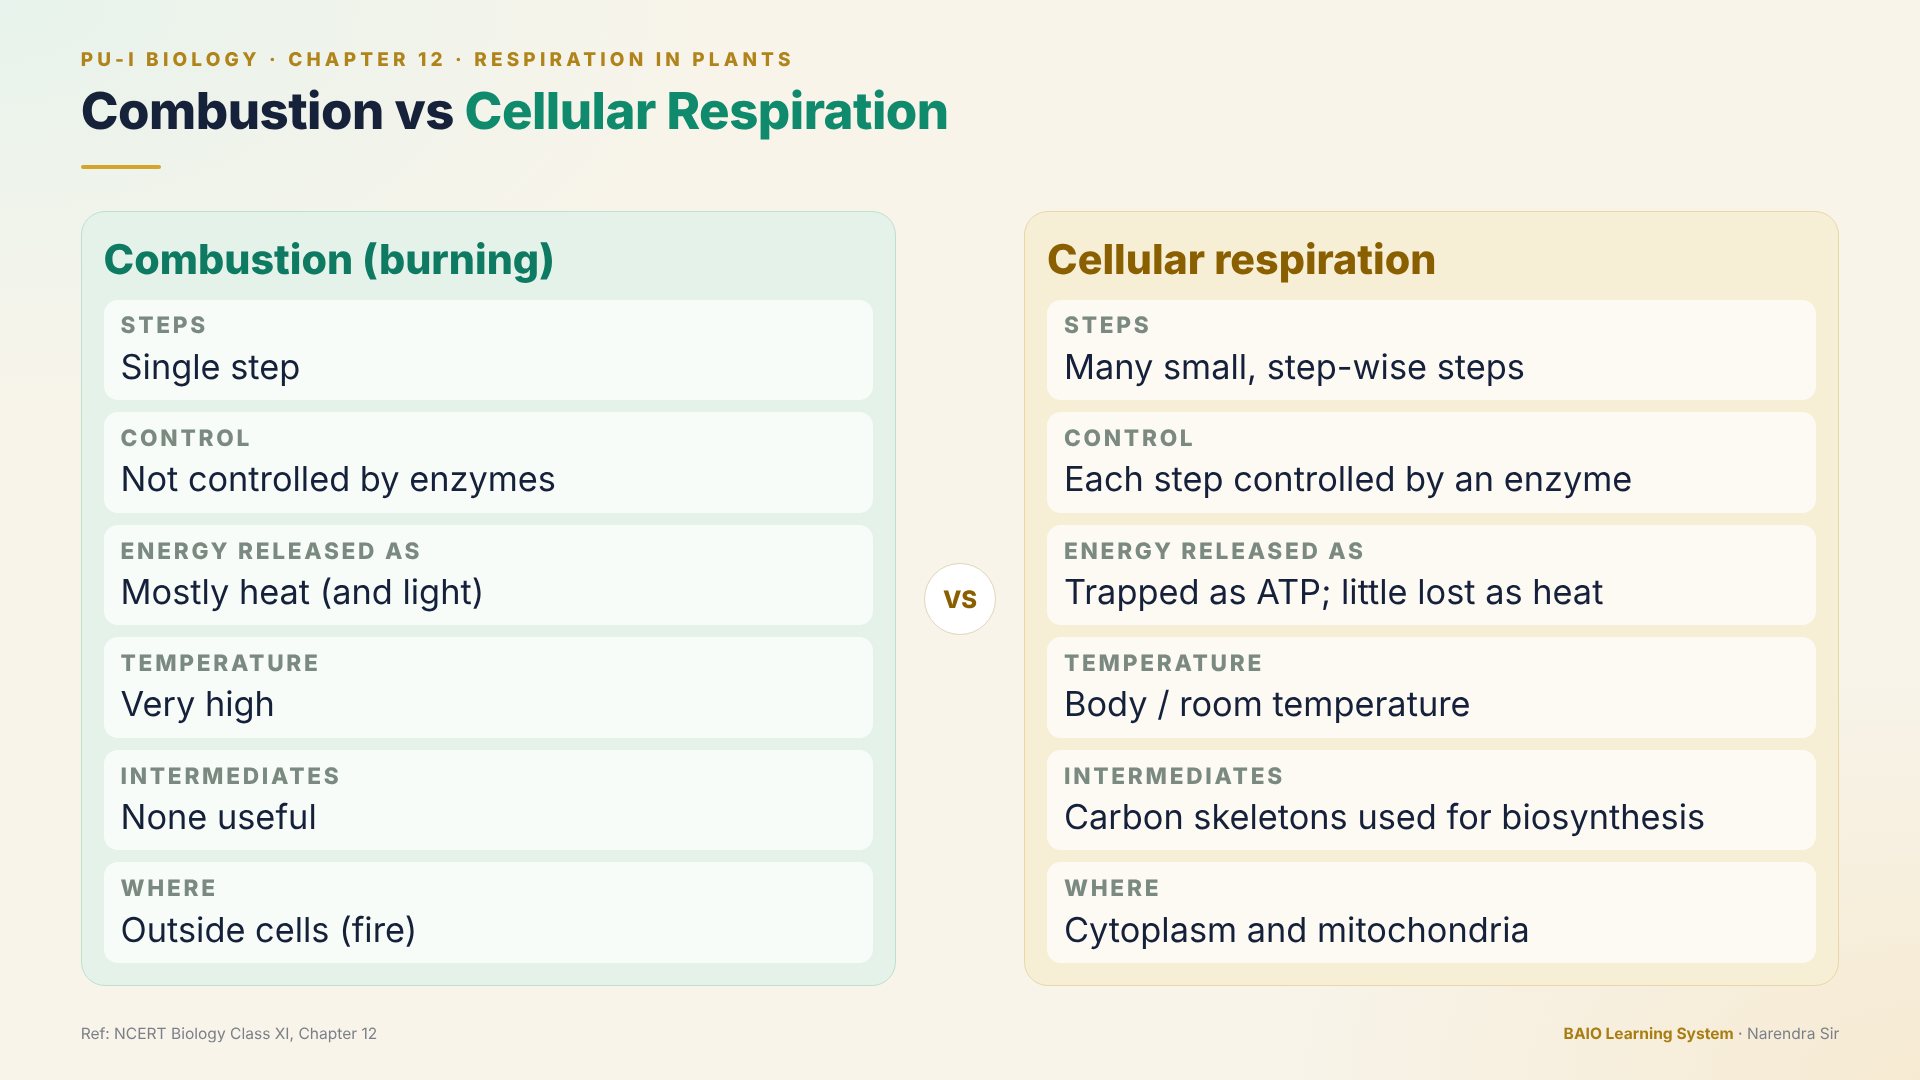 PU-I BIOLOGY · CHAPTER 12 · RESPIRATION IN PLANTS
Combustion vs Cellular Respiration
Combustion (burning)
STEPS
Single step
CONTROL
Not controlled by enzymes
ENERGY RELEASED AS
Mostly heat (and light)
TEMPERATURE
Very high
INTERMEDIATES
None useful
WHERE
Outside cells (fire)
VS
Cellular respiration
STEPS
Many small, step-wise steps
CONTROL
Each step controlled by an enzyme
ENERGY RELEASED AS
Trapped as ATP; little lost as heat
TEMPERATURE
Body / room temperature
INTERMEDIATES
Carbon skeletons used for biosynthesis
WHERE
Cytoplasm and mitochondria
Ref: NCERT Biology Class XI, Chapter 12
BAIO Learning System · Narendra Sir